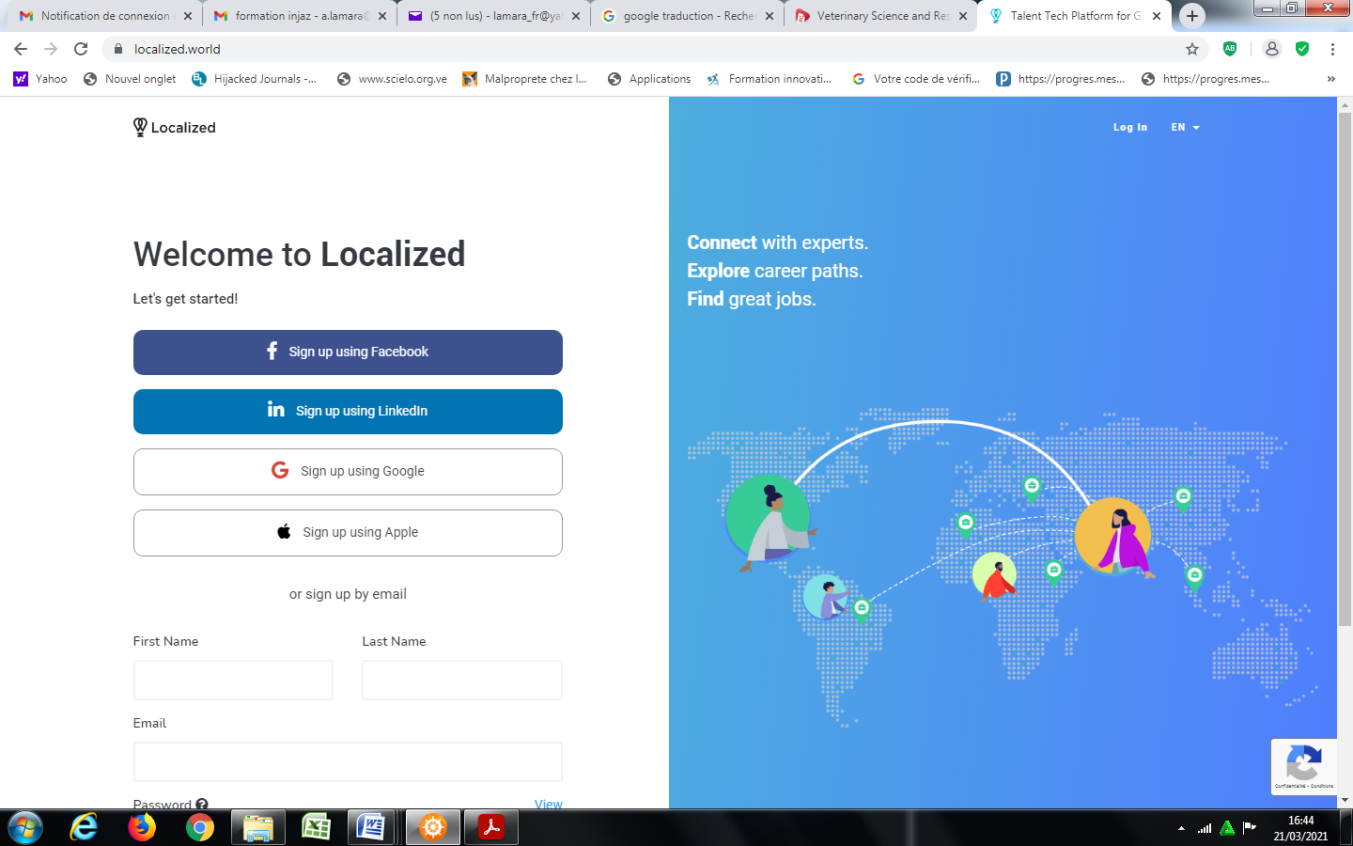 Notification de connexion
formation injaz - a.lamara@
(5 non lus) - lamara_fr@ya
google traduction - Reche
Veterinary Science and Res
Talent Tech Platform for G
localized.world
Yahoo
Nouvel onglet
Hijacked Journals -...
www.scielo.org.ve
Malproprete chez l...
Applications
Formation innovati...
Votre code de vérifi...
https://progres.mes...
https://progres.mes...
»
Localized
Log In
EN
Welcome to Localized
Let's get started!
Sign up using Facebook
Sign up using LinkedIn
Sign up using Google
Sign up using Apple
or sign up by email
First Name
Last Name
Email
Password
View
Connect with experts.
Explore career paths.
Find great jobs.
Confidentialité - Conditions
16:44
21/03/2021